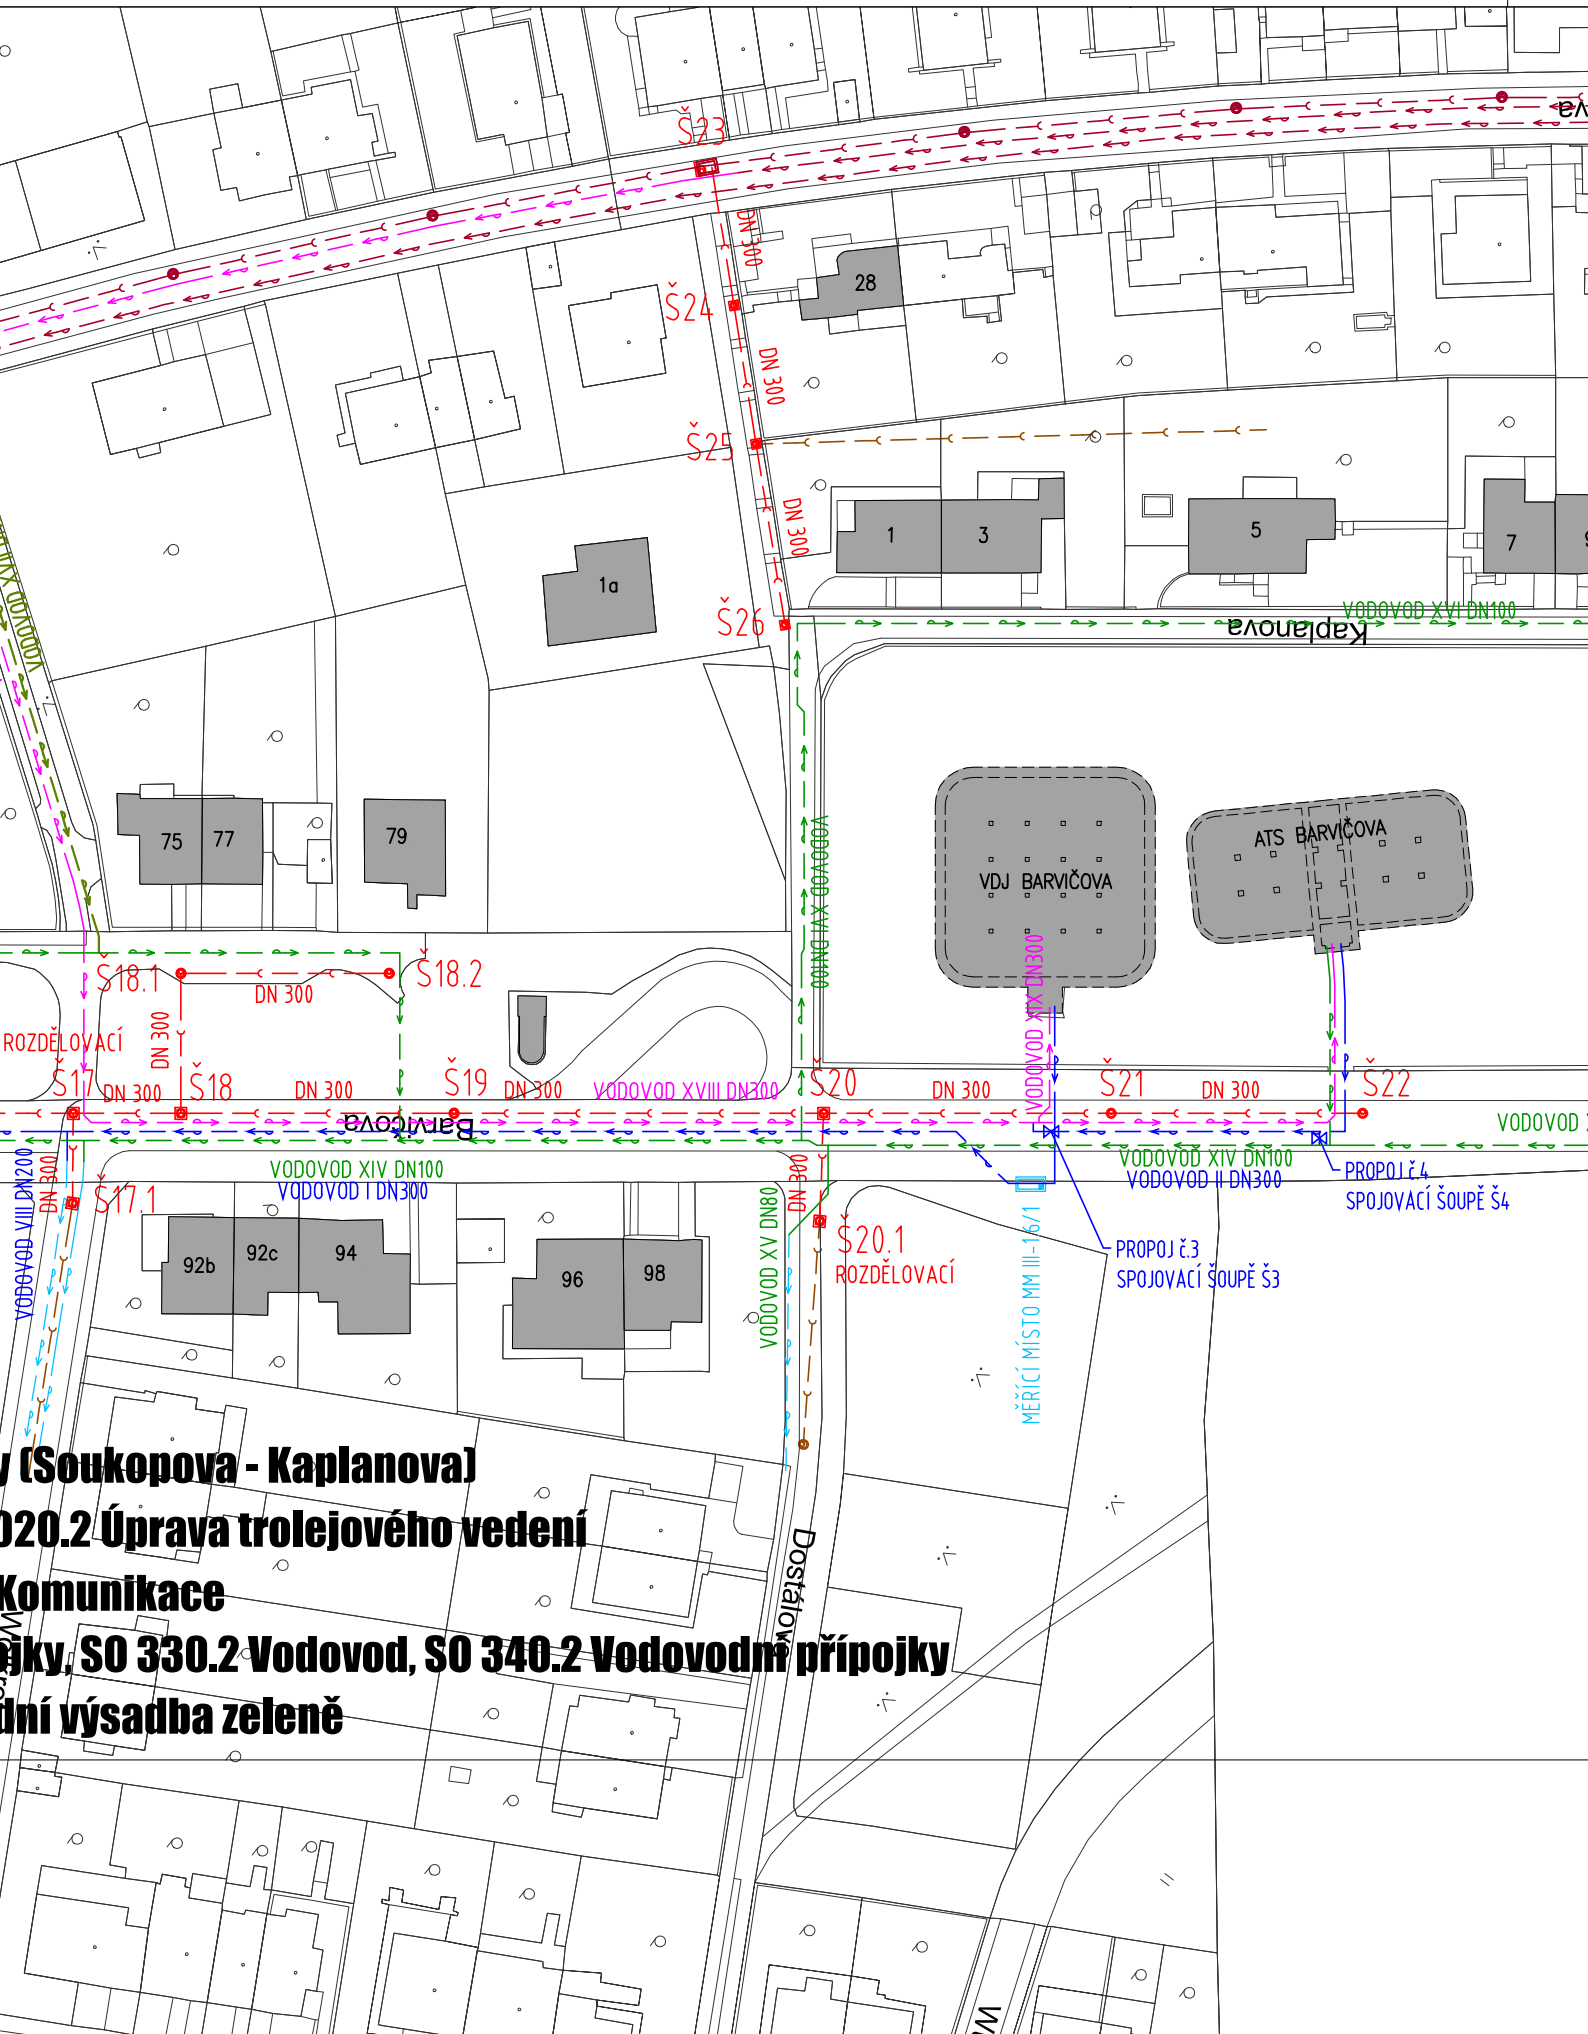 Š23
DN 300
28
Š24
DN 300
Š25
DN 300
1
3
5
7
1a
Š26
VODOVOD XVI DN100
Kaplanova
VODOVOD XVI DN100
75
77
79
VDJ BARVIČOVA
ATS BARVIČOVA
VODOVOD XIX DN300
Š18.1
DN 300
Š18.2
ROZDĚLOVACÍ
DN 300
Š17
DN 300
Š18
DN 300
Š19
DN 300
VODOVOD XVIII DN300
Š20
DN 300
Š21
DN 300
Š22
Barvičova
VODOVOD
VODOVOD XIV DN100
VODOVOD I DN300
VODOVOD XIV DN100
VODOVOD II DN300
PROPOJ č.4
SPOJOVACÍ ŠOUPĚ Š4
VODOVOD VIII DN200
DN 300
Š17.1
VODOVOD XV DN80
DN 300
Š20.1
ROZDĚLOVACÍ
PROPOJ č.3
SPOJOVACÍ ŠOUPĚ Š3
MĚŘÍCÍ MÍSTO MM III-16/1
92b
92c
94
96
98
y (Soukopova - Kaplanova)
020.2 Úprava trolejového vedení
Komunikace
Dostálova
jky, SO 330.2 Vodovod, SO 340.2 Vodovodní přípojky
dní výsadba zeleně